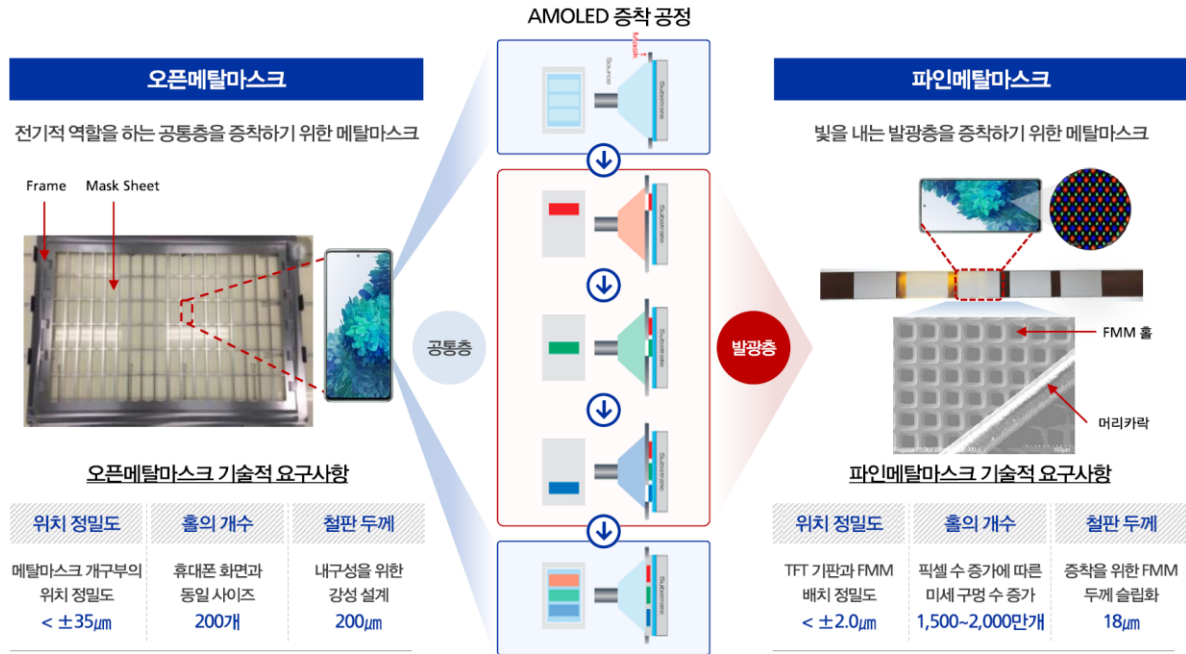 AMOLED 증착 공정
오픈메탈마스크
전기적 역할을 하는 공통층을 증착하기 위한 메탈마스크
Frame
Mask Sheet
공통층
Mask
Source
Substrate
Substrate
Substrate
Substrate
Substrate
발광층
파인메탈마스크
빛을 내는 발광층을 증착하기 위한 메탈마스크
FMM 홀
머리카락
오픈메탈마스크 기술적 요구사항
위치 정밀도
홀의 개수
철판 두께
메탈마스크 개구부의
위치 정밀도
< ±35㎛
휴대폰 화면과
동일 사이즈
200개
내구성을 위한
강성 설계
200㎛
파인메탈마스크 기술적 요구사항
위치 정밀도
홀의 개수
철판 두께
TFT 기판과 FMM
배치 정밀도
< ±2.0㎛
픽셀 수 증가에 따른
미세 구멍 수 증가
1,500~2,000만개
증착을 위한 FMM
두께 슬립화
18㎛